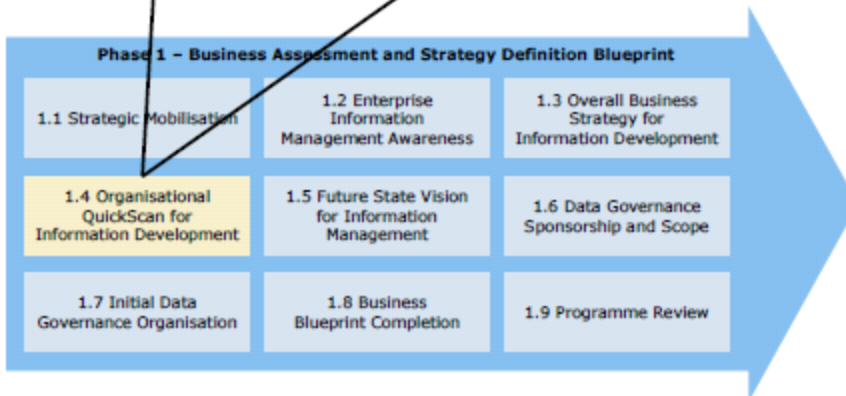 Phase 1 – Business Assessment and Strategy Definition Blueprint
1.1 Strategic Mobilisation
1.2 Enterprise
Information
Management Awareness
1.3 Overall Business
Strategy for
Information Development
1.4 Organisational
QuickScan for
Information Development
1.5 Future State Vision
for Information
Management
1.6 Data Governance
Sponsorship and Scope
1.7 Initial Data
Governance Organisation
1.8 Business
Blueprint Completion
1.9 Programme Review